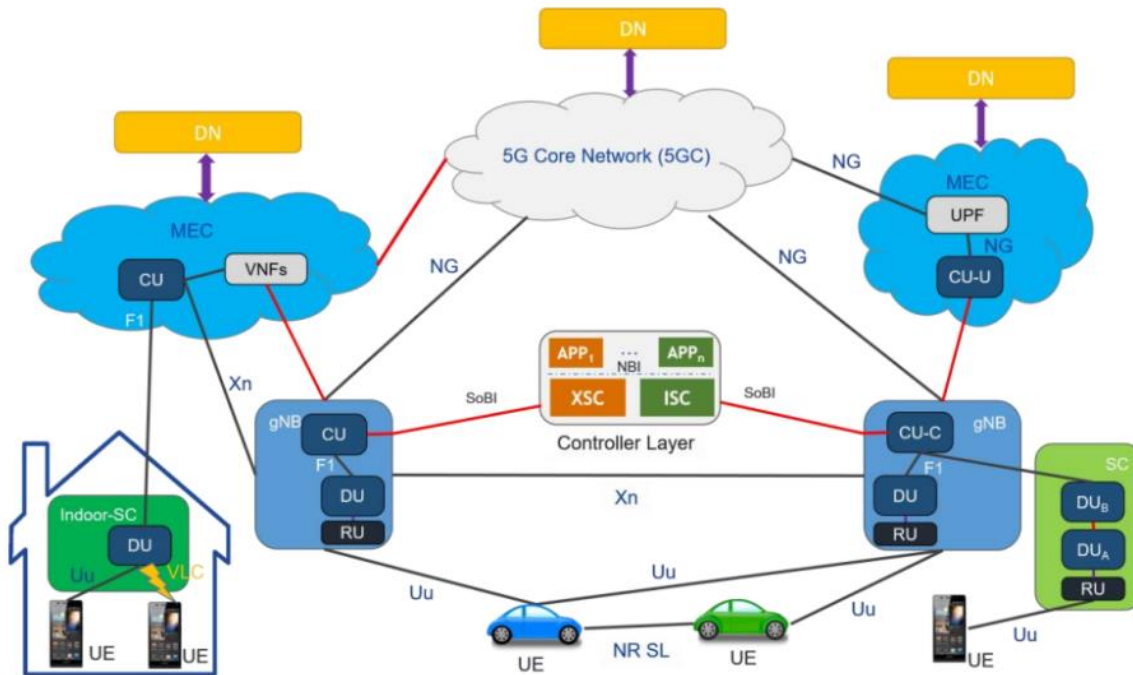 DN
DN
DN
5G Core Network (5GC)
NG
MEC
UPF
NG
CU-U
MEC
VNFs
CU
F1
NG
NG
Xn
APP1
...
APPn
NBI
SoBI
XSC
ISC
SoBI
Controller Layer
gNB
CU
F1
DU
RU
gNB
CU-C
F1
DU
RU
Xn
SC
DUB
DUA
RU
Indoor-SC
DU
Uu
VLC
UE
UE
Uu
Uu
Uu
Uu
UE
NR SL
UE
UE